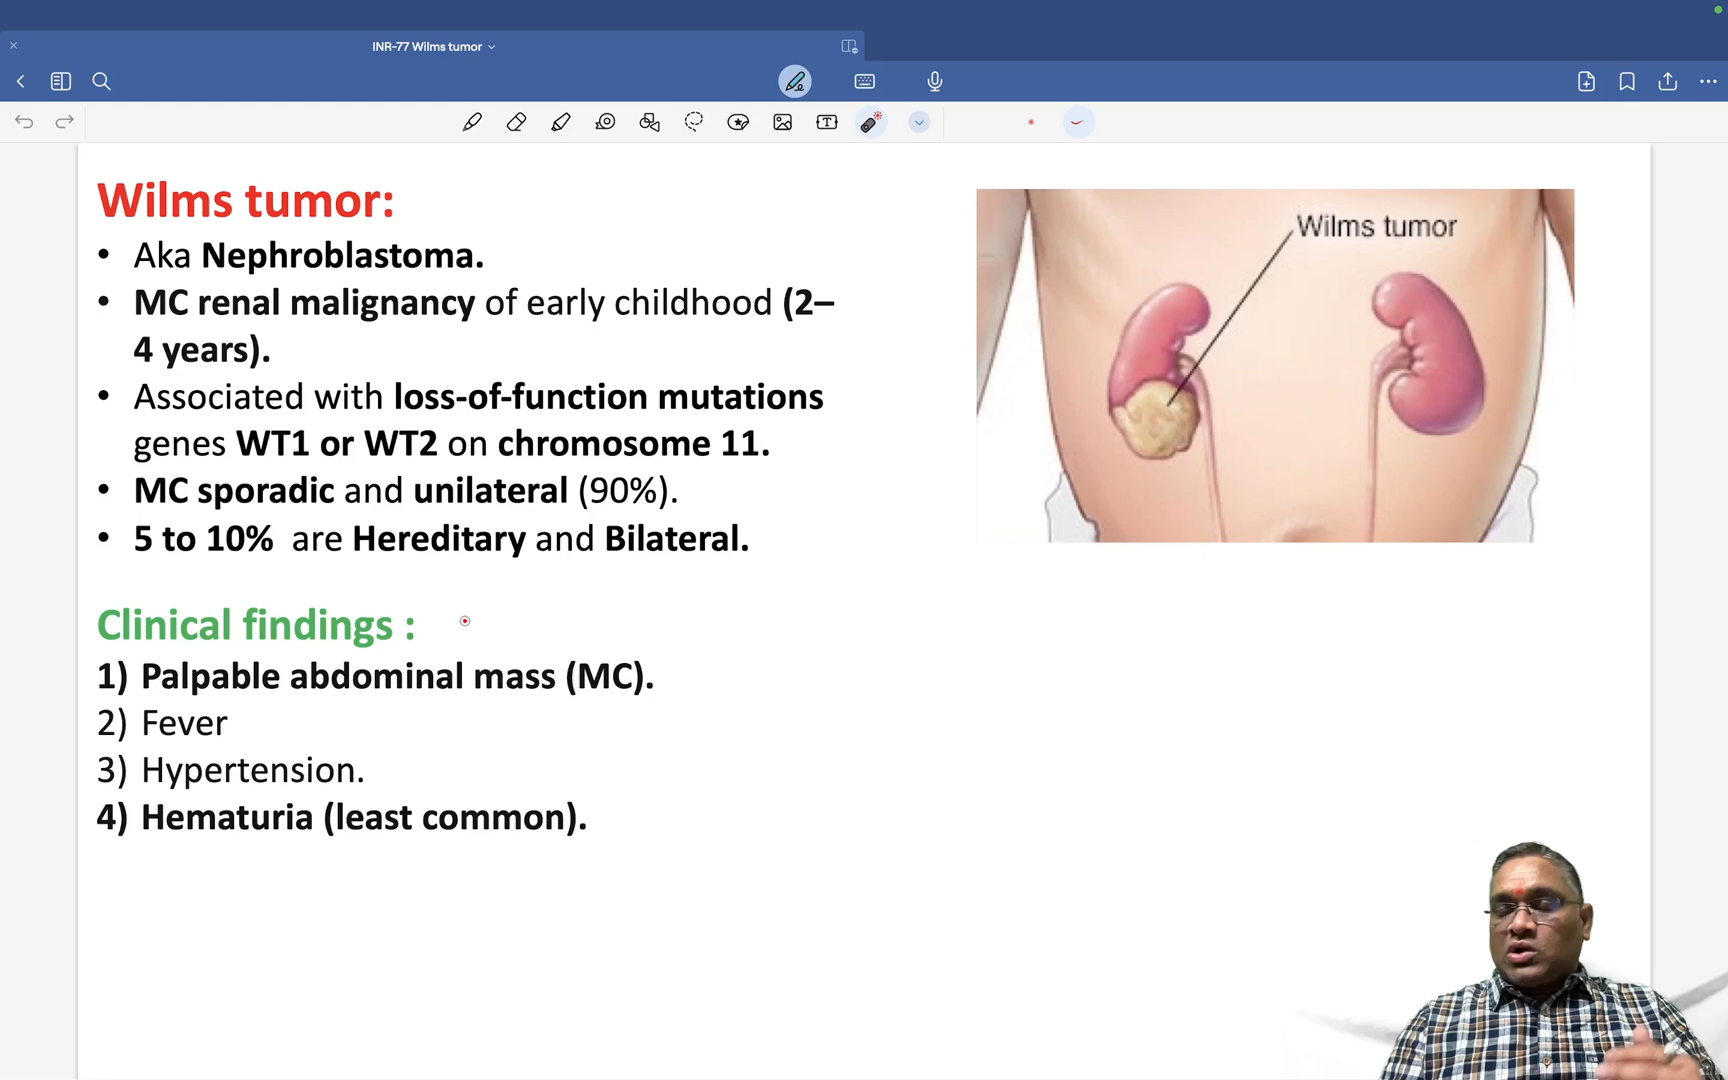 INR-77 Wilms tumor
Wilms tumor:
• Aka Nephroblastoma.
• MC renal malignancy of early childhood (2–
4 years).
• Associated with loss-of-function mutations
genes WT1 or WT2 on chromosome 11.
• MC sporadic and unilateral (90%).
• 5 to 10% are Hereditary and Bilateral.
Wilms tumor
Clinical findings :
1) Palpable abdominal mass (MC).
2) Fever
3) Hypertension.
4) Hematuria (least common).